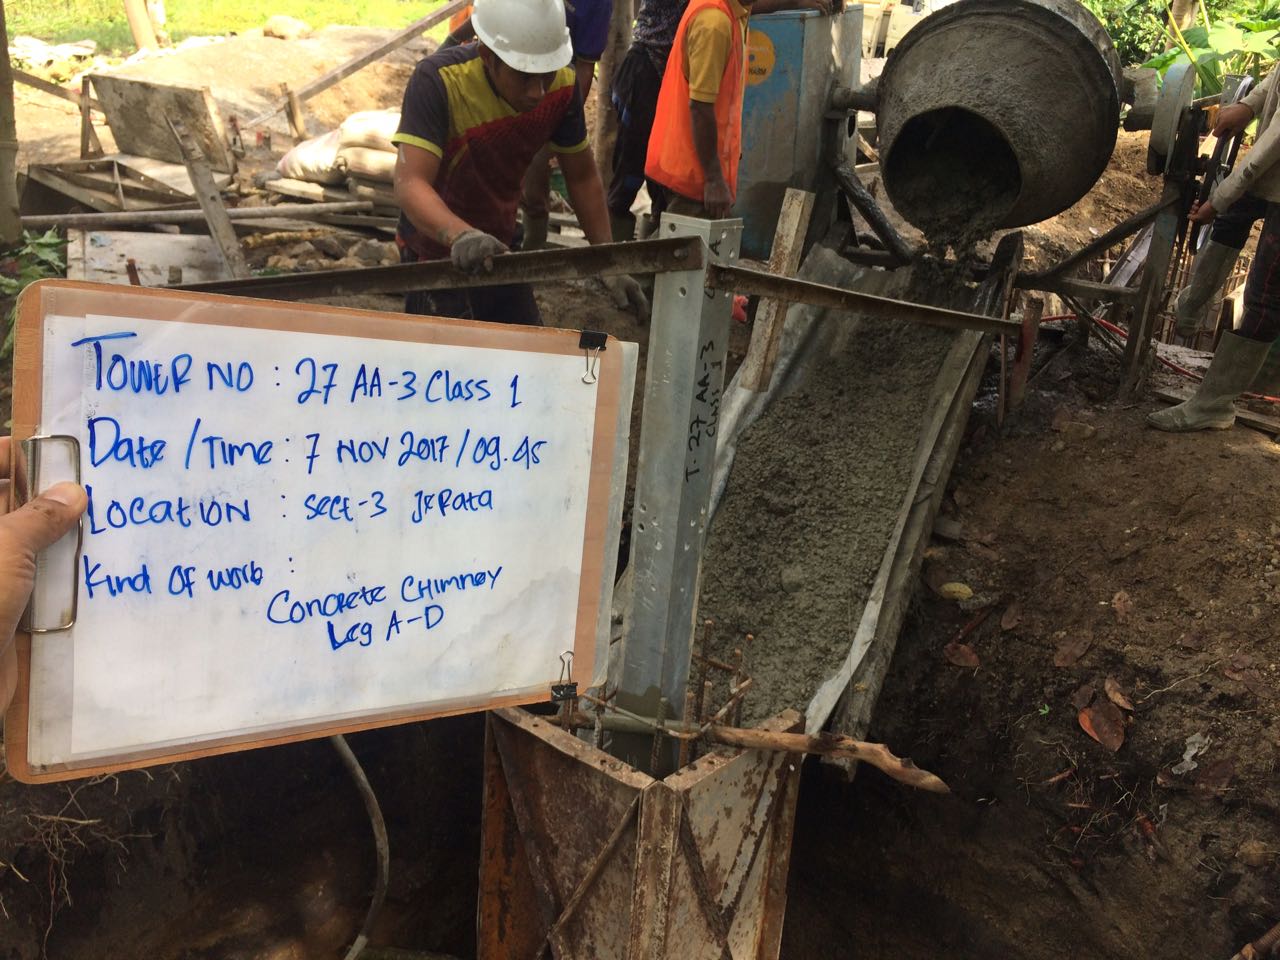 TOWER NO : 27 AA-3 Class 1
Date / Time : 7 NOV 2017 / 09.45
Location : Sect-3 Jerata
Kind of work :
Concrete Chimney
Leg A-D
T. 27 AA-3
Class 1
A